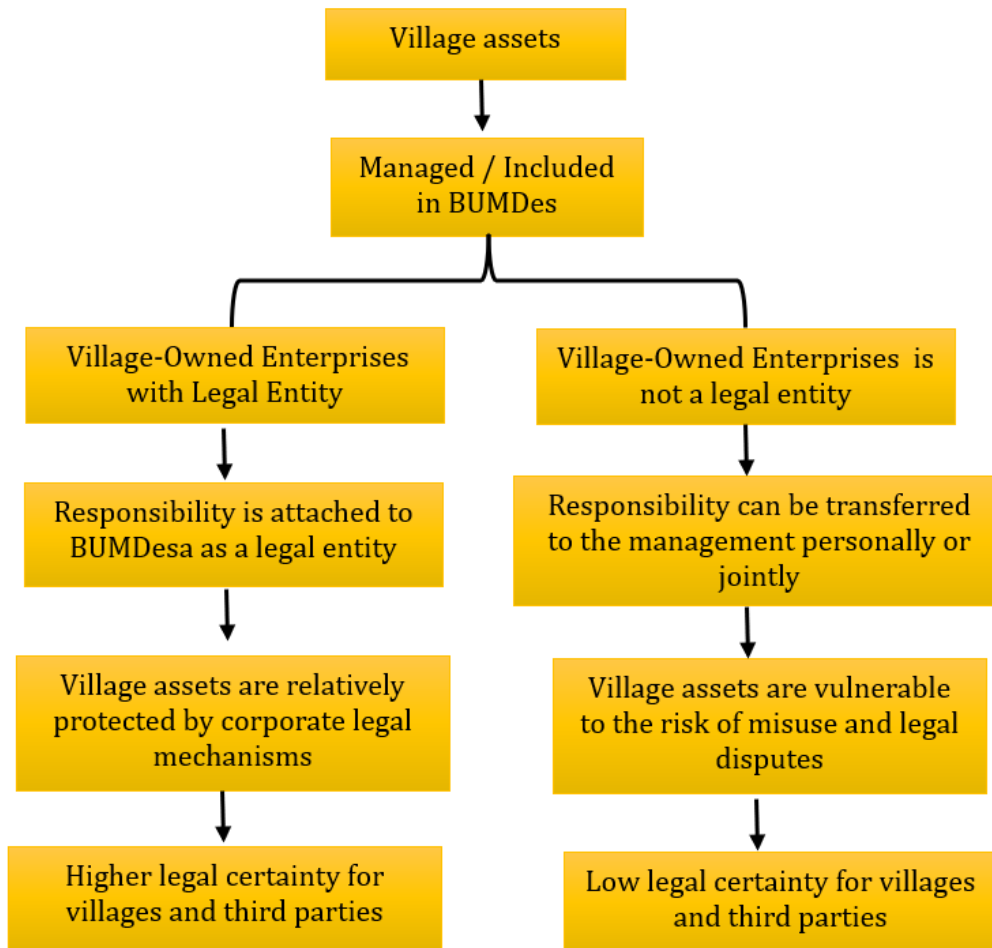 Village assets
Managed / Included
in BUMDes
Village-Owned Enterprises
with Legal Entity
Village-Owned Enterprises is
not a legal entity
Responsibility is attached to
BUMDesa as a legal entity
Responsibility can be transferred
to the management personally or
jointly
Village assets are relatively
protected by corporate legal
mechanisms
Village assets are vulnerable
to the risk of misuse and legal
disputes
Higher legal certainty for
villages and third parties
Low legal certainty for villages
and third parties